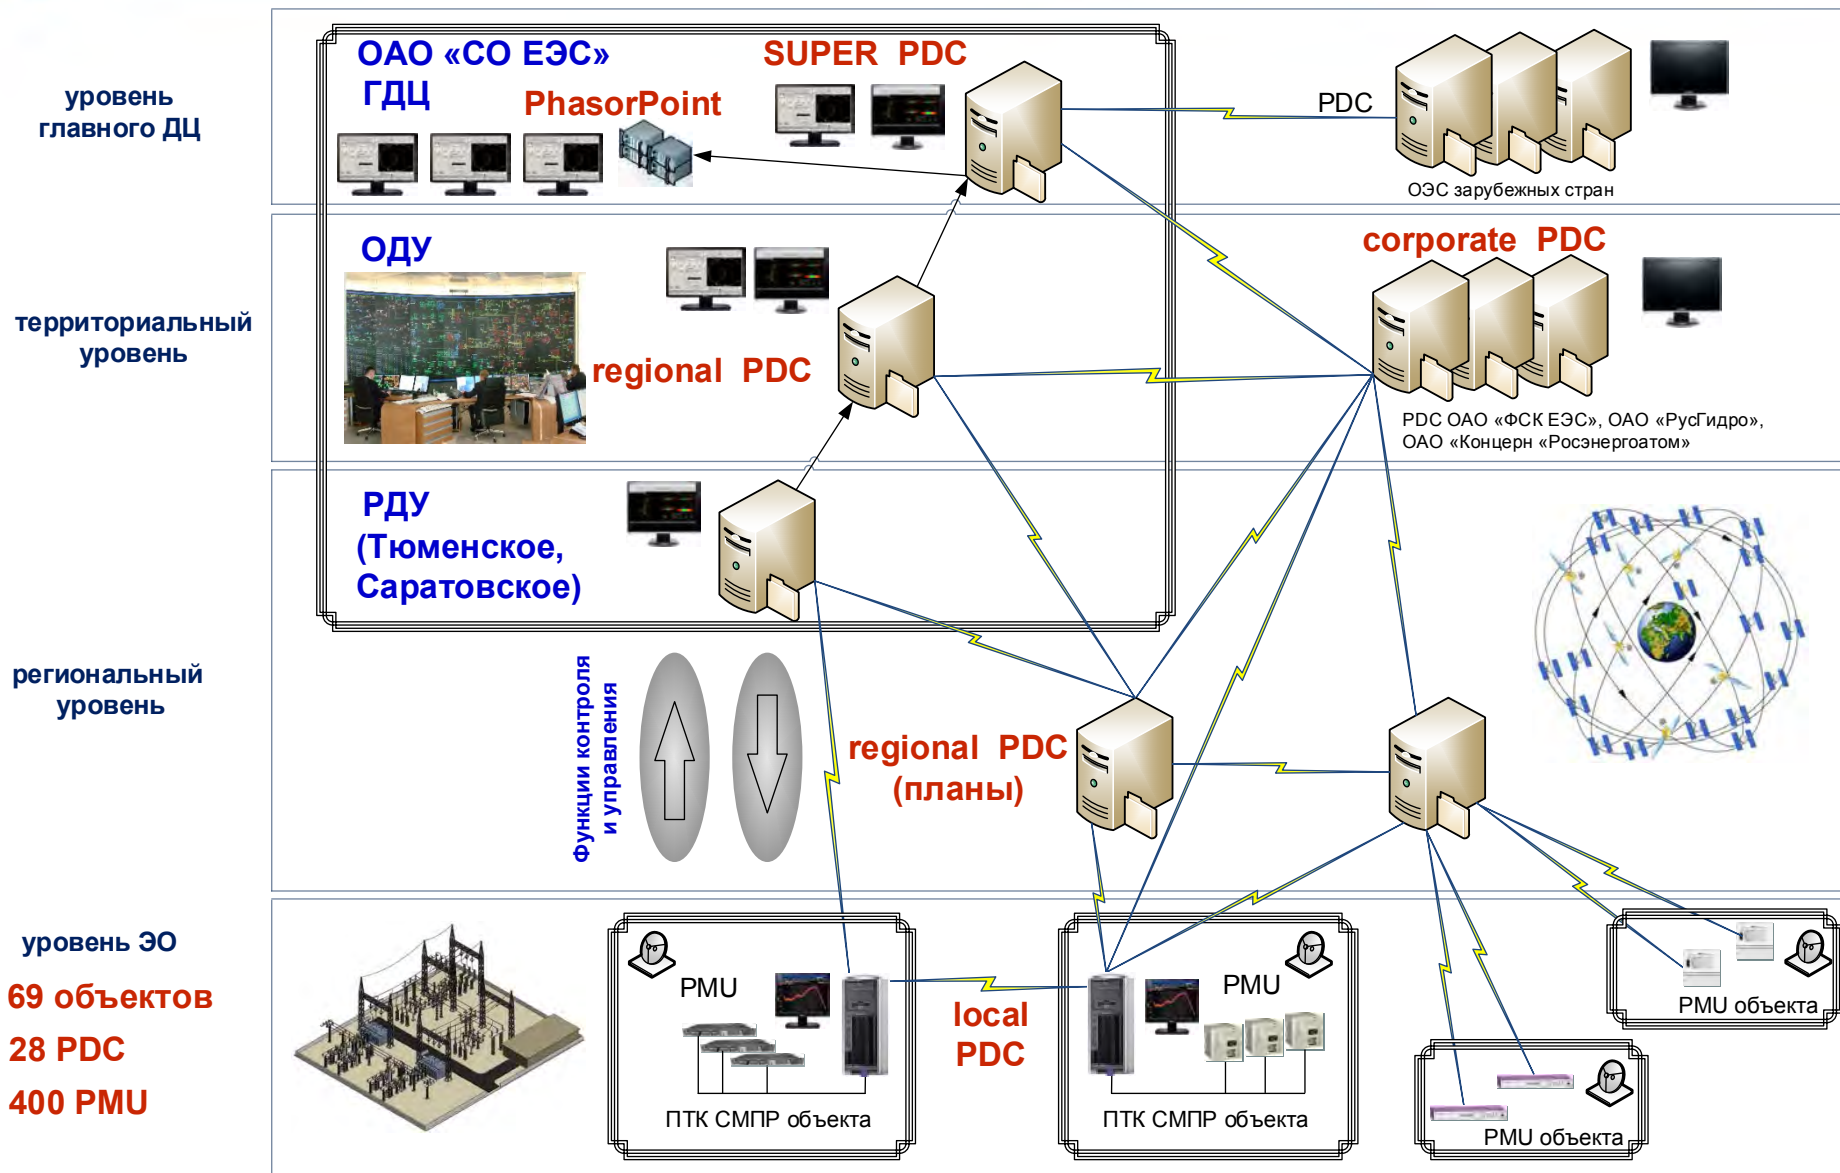 уровень
главного ДЦ
ОАО «СО ЕЭС»
ГДЦ
PhasorPoint
SUPER PDC
PDC
ОЭС зарубежных стран
территориальный
уровень
ОДУ
regional PDC
corporate PDC
PDC ОАО «ФСК ЕЭС», ОАО «РусГидро»,
ОАО «Концерн «Росэнергоатом»
региональный
уровень
РДУ
(Тюменское,
Саратовское)
Функции контроля
и управления
regional PDC
(планы)
уровень ЭО
69 объектов
28 PDC
400 PMU
PMU
ПТК СМПР объекта
local
PDC
PMU
ПТК СМПР объекта
PMU объекта
PMU объекта